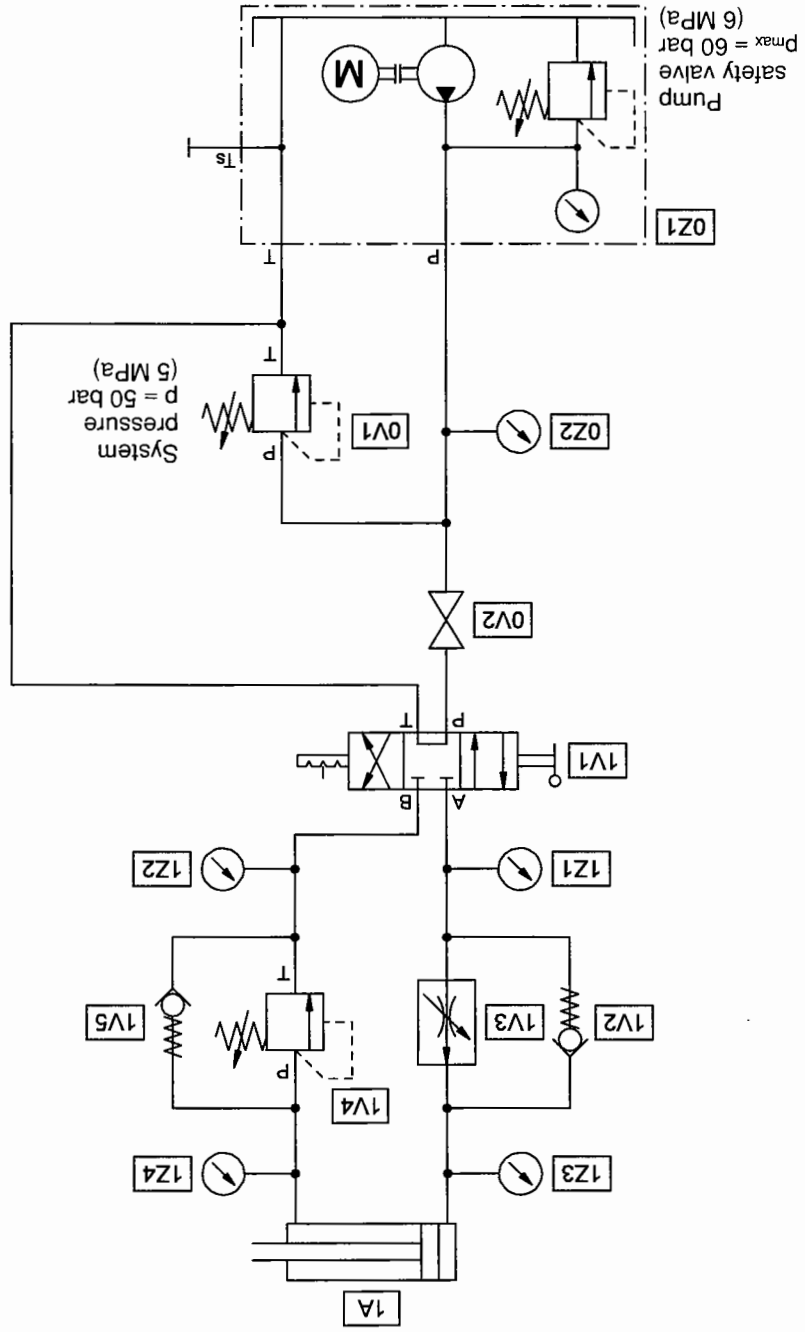 1A
1Z3
1Z4
1V4
P
1V2
1V3
1V5
T
1Z1
1Z2
A
B
1V1
P
T
0V2
P
0Z2
0V1
System
pressure
p = 50 bar
(5 MPa)
T
P
T
0Z1
Ts
Pump
safety valve
pmax = 60 bar
(6 MPa)
M